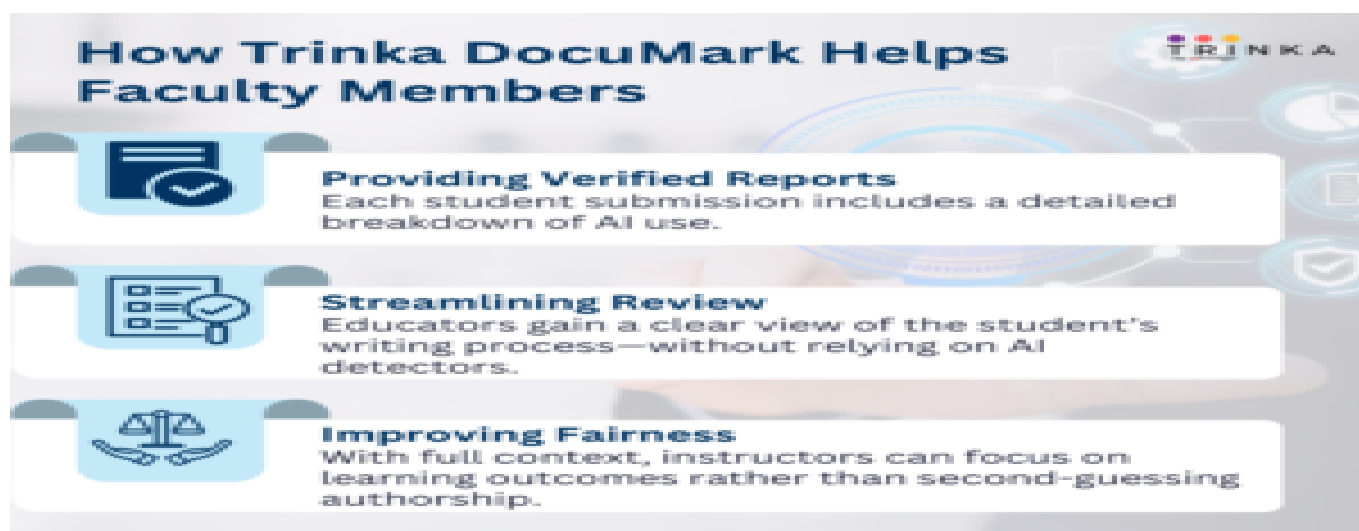 How Trinka DocuMark Helps
Faculty Members
TRINKA
Providing Verified Reports
Each student submission includes a detailed
breakdown of AI use.
Streamlining Review
Educators gain a clear view of the student's
writing process—without relying on AI
detectors.
Improving Fairness
With full context, instructors can focus on
learning outcomes rather than second-guessing
authorship.